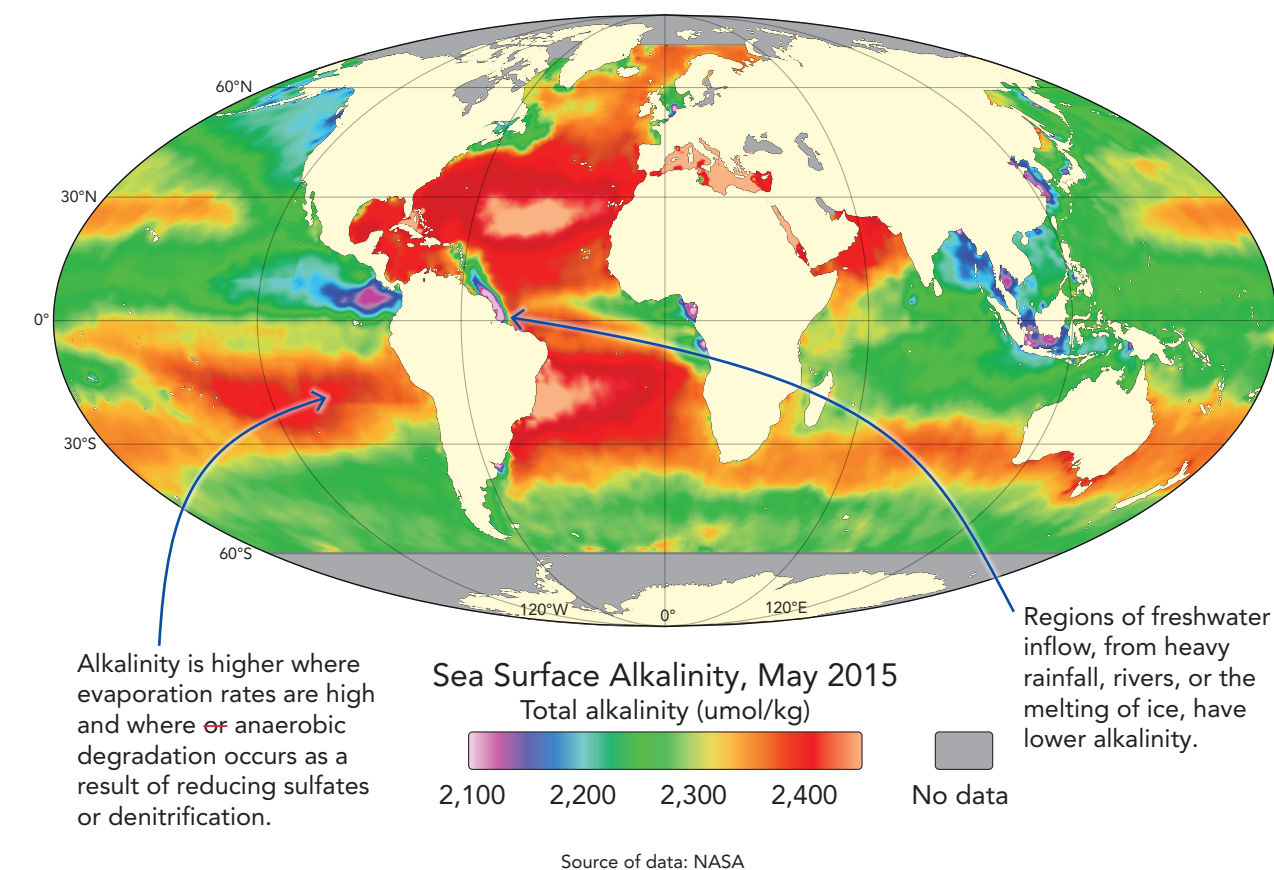 60°N
30°N
0°
30°S
60°S
120°W
0°
120°E
Alkalinity is higher where
evaporation rates are high
and where or anaerobic
degradation occurs as a
result of reducing sulfates
or denitrification.
Sea Surface Alkalinity, May 2015
Total alkalinity (umol/kg)
2,100 2,200 2,300 2,400
No data
Regions of freshwater
inflow, from heavy
rainfall, rivers, or the
melting of ice, have
lower alkalinity.
Source of data: NASA